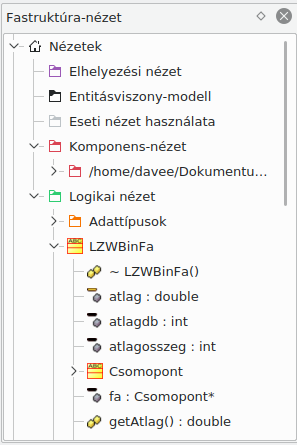 Fastruktúra-nézet
Nézetek
Elhelyezési nézet
Entitásviszony-modell
Eseti nézet használata
Komponens-nézet
/home/davee/Dokumentu...
Logikai nézet
Adattípusok
LZWBinFa
~ LZWBinFa()
atlag : double
atlagdb : int
atlagosszeg : int
Csomopont
fa : Csomopont*
getAtlag() : double